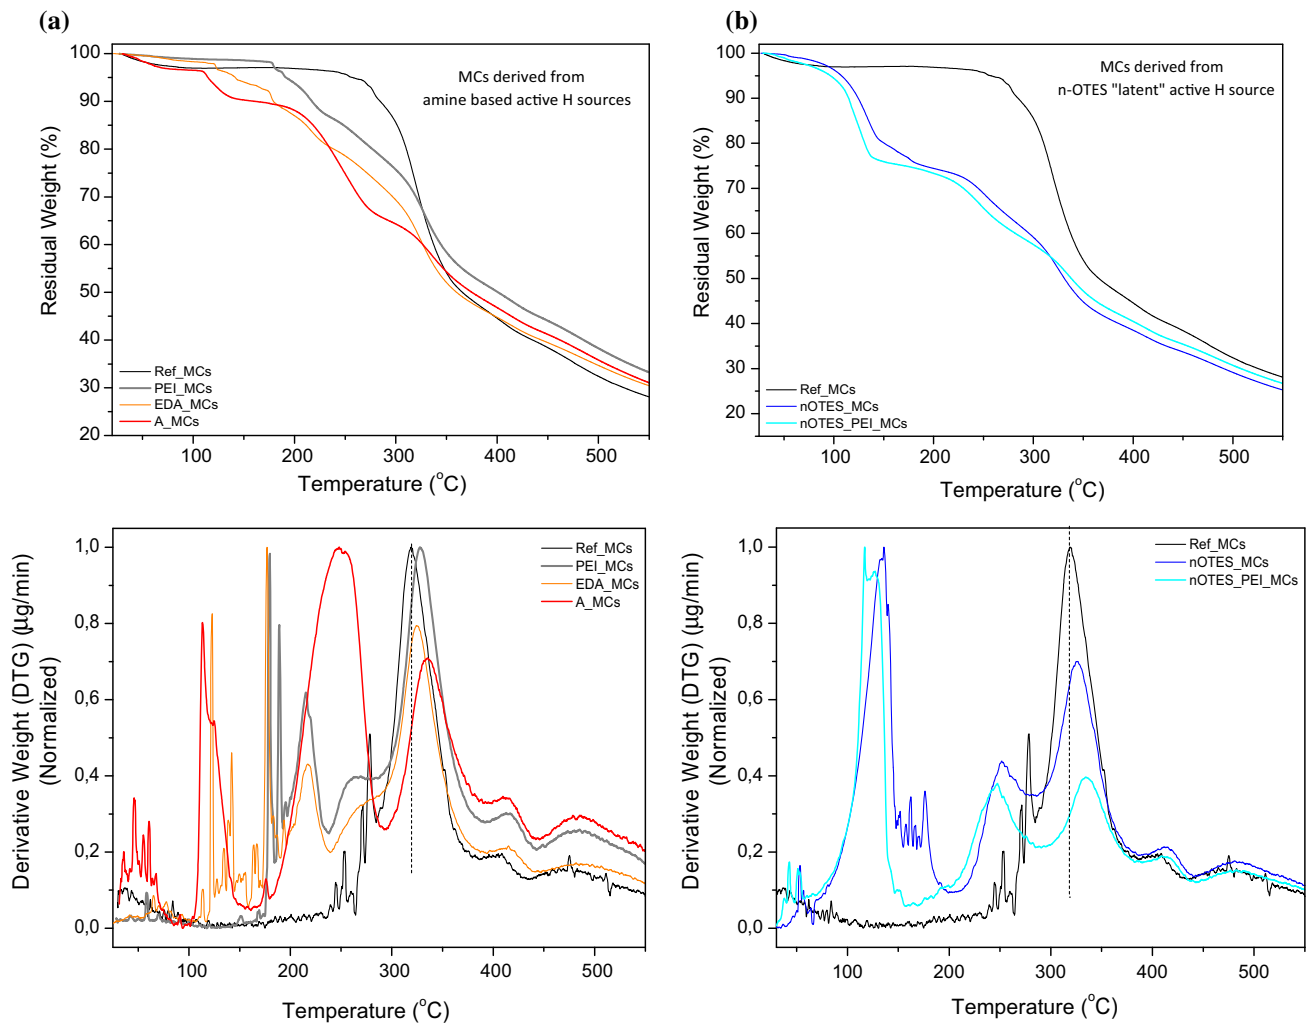 (a)
100
90
80
70
60
50
40
30
20
Residual Weight (%)
MCs derived from
amine based active H sources
Ref_MCs
PEI_MCs
EDA_MCs
A_MCs
100
200
300
400
500
Temperature (°C)
(b)
100
90
80
70
60
50
40
30
20
Residual Weight (%)
MCs derived from
n-OTES "latent" active H source
Ref_MCs
nOTES_MCs
nOTES_PEI_MCs
100
200
300
400
500
Temperature (°C)
1,0
0,8
0,6
0,4
0,2
0,0
Derivative Weight (DTG) (µg/min)
(Normalized)
Ref_MCs
PEI_MCs
EDA_MCs
A_MCs
100
200
300
400
500
Temperature (°C)
1,0
0,8
0,6
0,4
0,2
0,0
Derivative Weight (DTG) (µg/min)
(Normalized)
Ref_MCs
nOTES_MCs
nOTES_PEI_MCs
100
200
300
400
500
Temperature (°C)